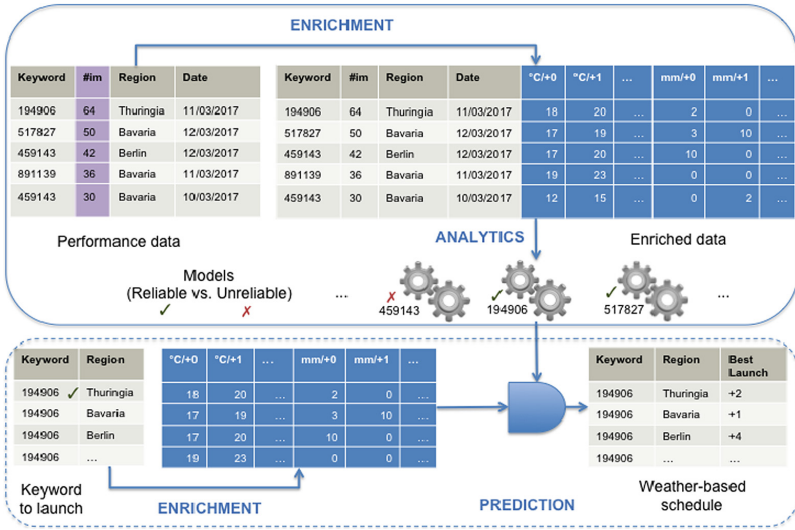 ENRICHMENT
Keyword #im Region Date
194906 64 Thuringia 11/03/2017
517827 50 Bavaria 12/03/2017
459143 42 Berlin 12/03/2017
891139 36 Bavaria 11/03/2017
459143 30 Bavaria 10/03/2017
Performance data
Keyword #im Region Date °C/+0 °C/+1 ... mm/+0 mm/+1 ...
194906 64 Thuringia 11/03/2017 18 20 ... 2 0 ...
517827 50 Bavaria 12/03/2017 17 19 ... 3 10 ...
459143 42 Berlin 12/03/2017 17 20 ... 10 0 ...
891139 36 Bavaria 11/03/2017 19 23 ... 0 0 ...
459143 30 Bavaria 10/03/2017 12 15 ... 0 2 ...
ANALYTICS
Enriched data
Models
(Reliable vs. Unreliable)
✓ ✗
... ✗ 459143 ✓ 194906 ✓ 517827 ...
Keyword Region
194906 ✓ Thuringia
194906 Bavaria
194906 Berlin
194906 ...
Keyword
to launch
°C/+0 °C/+1 ... mm/+0 mm/+1 ...
18 20 ... 2 0 ...
17 19 ... 3 10 ...
17 20 ... 10 0 ...
19 23 ... 0 0 ...
ENRICHMENT
PREDICTION
Keyword Region Best
Launch
194906 Thuringia +2
194906 Bavaria +1
194906 Berlin +4
194906 ... ...
Weather-based
schedule